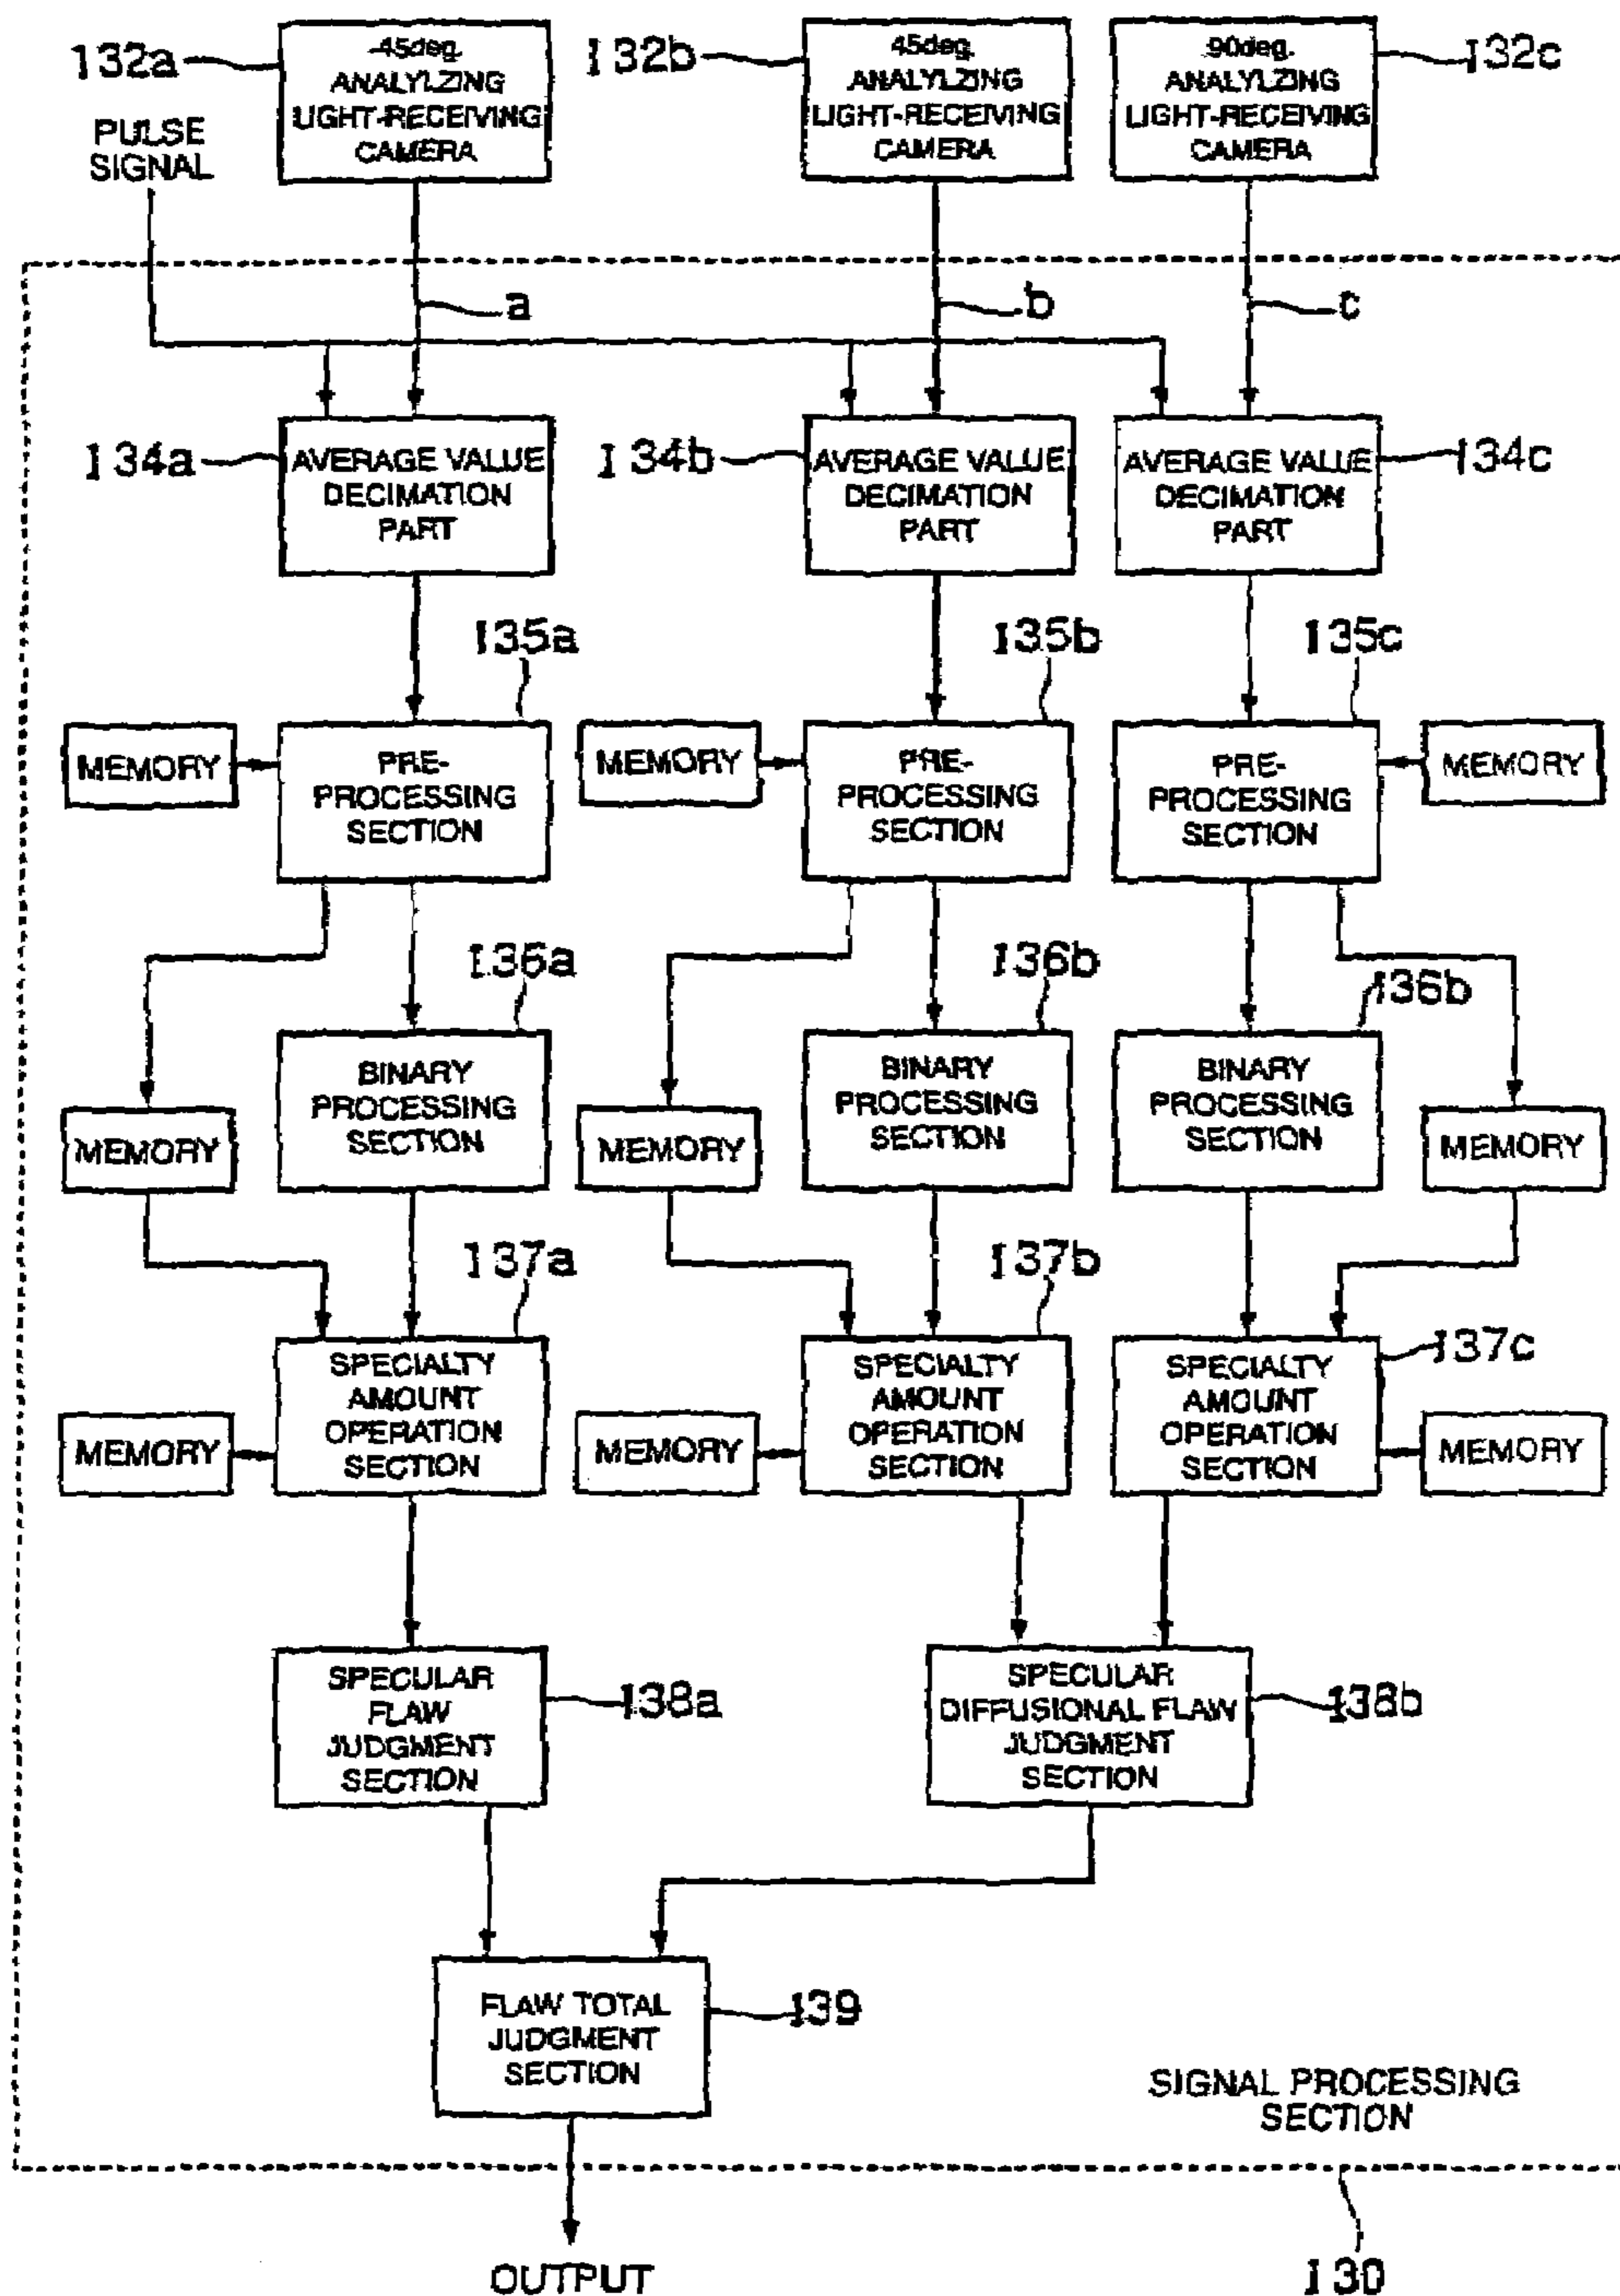 132a
-45deg.
ANALYLZING
LIGHT-RECEIVING
CAMERA
132b
45deg.
ANALYLZING
LIGHT-RECEIVING
CAMERA
90deg.
ANALYLZING
LIGHT-RECEIVING
CAMERA
132c
PULSE
SIGNAL
a
b
c
134a
AVERAGE VALUE
DECIMATION
PART
134b
AVERAGE VALUE
DECIMATION
PART
AVERAGE VALUE
DECIMATION
PART
134c
135a
135b
135c
MEMORY
PRE-
PROCESSING
SECTION
MEMORY
PRE-
PROCESSING
SECTION
PRE-
PROCESSING
SECTION
MEMORY
136a
136b
136b
MEMORY
BINARY
PROCESSING
SECTION
MEMORY
BINARY
PROCESSING
SECTION
BINARY
PROCESSING
SECTION
MEMORY
137a
137b
137c
MEMORY
SPECIALTY
AMOUNT
OPERATION
SECTION
MEMORY
SPECIALTY
AMOUNT
OPERATION
SECTION
SPECIALTY
AMOUNT
OPERATION
SECTION
MEMORY
SPECULAR
FLAW
JUDGMENT
SECTION
138a
SPECULAR
DIFFUSIONAL FLAW
JUDGMENT
SECTION
138b
FLAW TOTAL
JUDGMENT
SECTION
139
SIGNAL PROCESSING
SECTION
OUTPUT
130